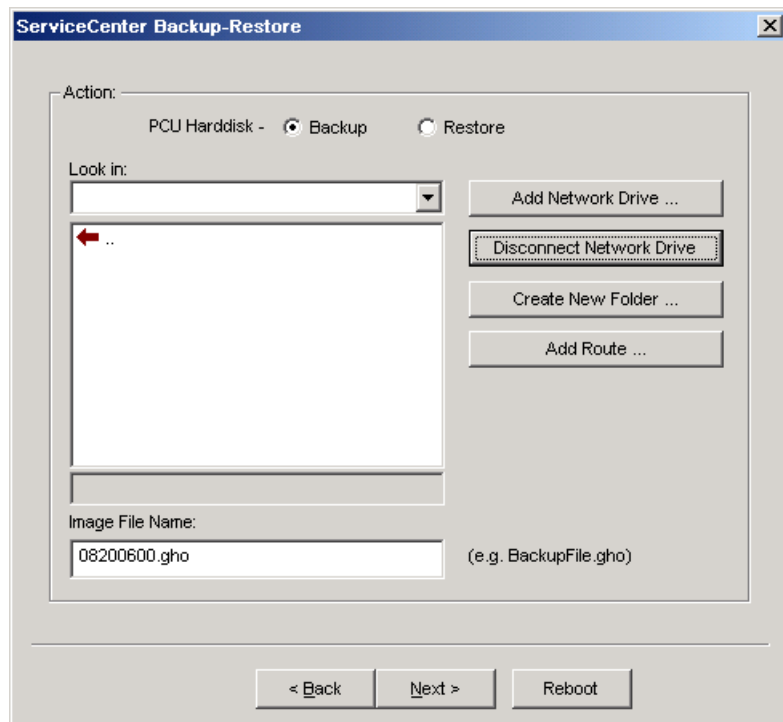 ServiceCenter Backup-Restore
Action:
PCU Harddisk - Backup Restore
Look in:
Add Network Drive ...
..
Disconnect Network Drive
Create New Folder ...
Add Route ...
Image File Name:
08200600.gho (e.g. BackupFile.gho)
< Back Next > Reboot